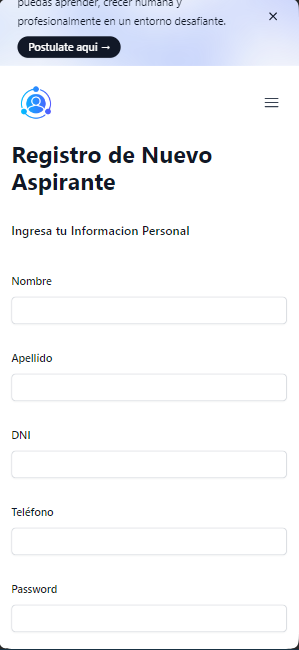 puedas aprender, crecer humana y
profesionalmente en un entorno desafiante.
Postulate aqui →
Registro de Nuevo
Aspirante
Ingresa tu Informacion Personal
Nombre
Apellido
DNI
Teléfono
Password